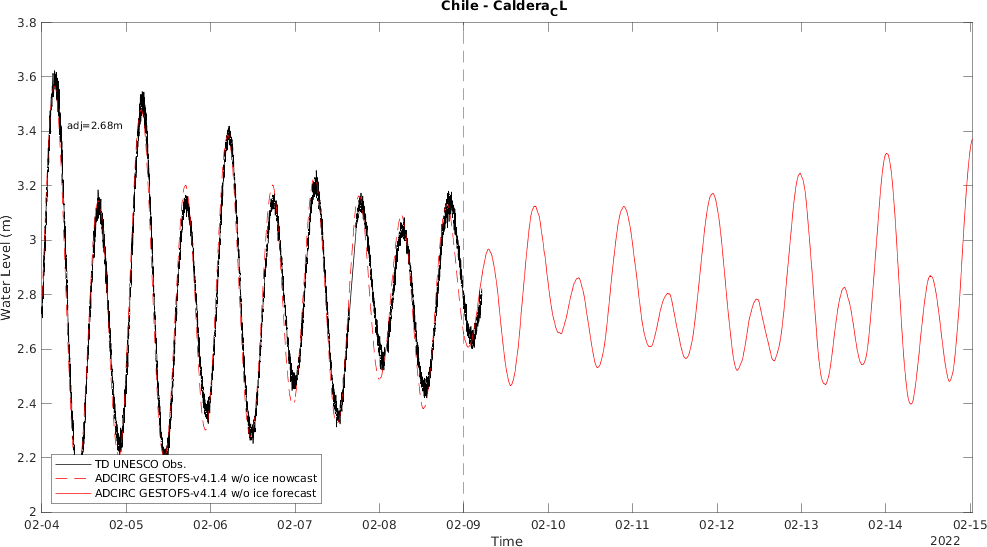 Chile - Caldera_CL
3.8
3.6
3.4
3.2
3
2.8
2.6
2.4
2.2
2
Water Level (m)
adj=2.68m
TD UNESCO Obs.
ADCIRC GESTOFS-v4.1.4 w/o ice nowcast
ADCIRC GESTOFS-v4.1.4 w/o ice forecast
02-04 02-05 02-06 02-07 02-08 02-09 02-10 02-11 02-12 02-13 02-14 02-15
Time
2022